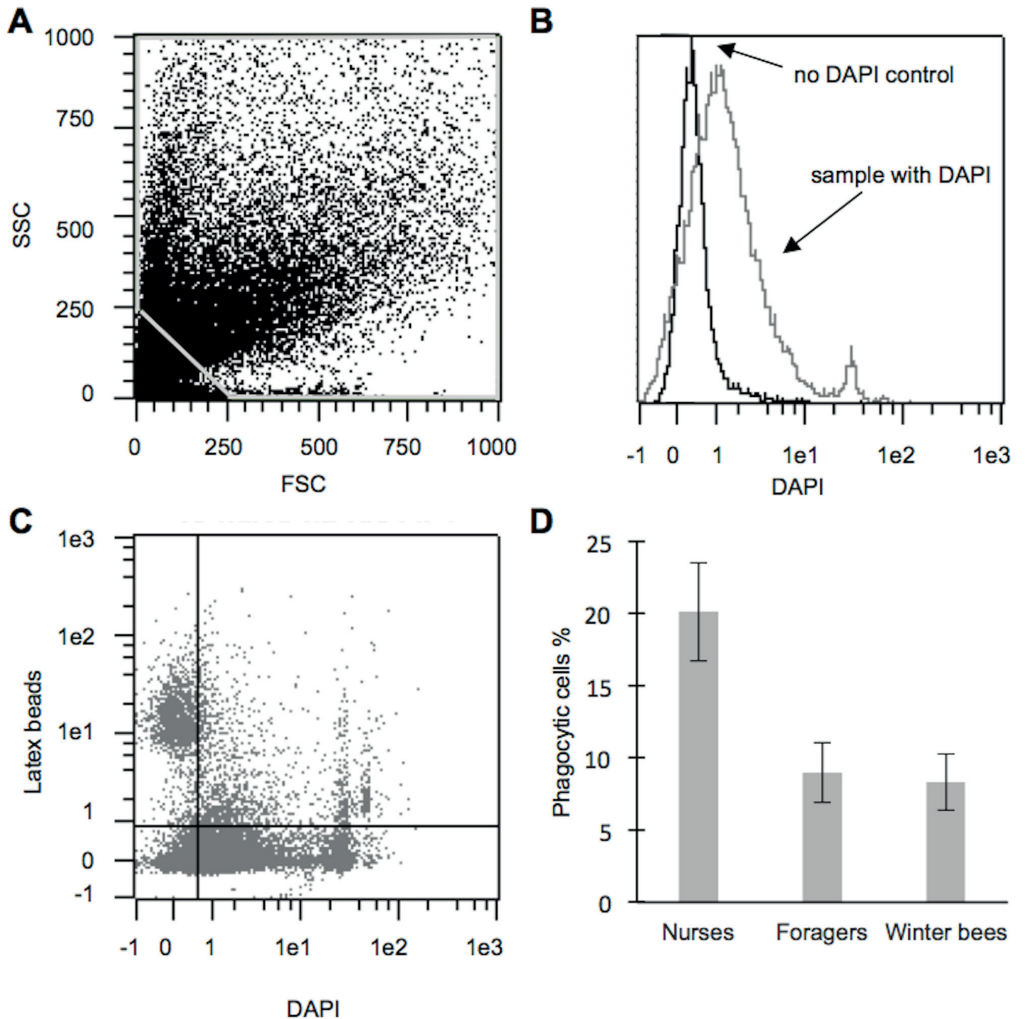 A
1000
750
500
250
0
SSC
0 250 500 750 1000
FSC
B
no DAPI control
sample with DAPI
-1 0 1 1e1 1e2 1e3
DAPI
C
1e3
1e2
1e1
1
0
-1
Latex beads
-1 0 1 1e1 1e2 1e3
DAPI
D
25
20
15
10
5
0
Phagocytic cells %
Nurses Foragers Winter bees